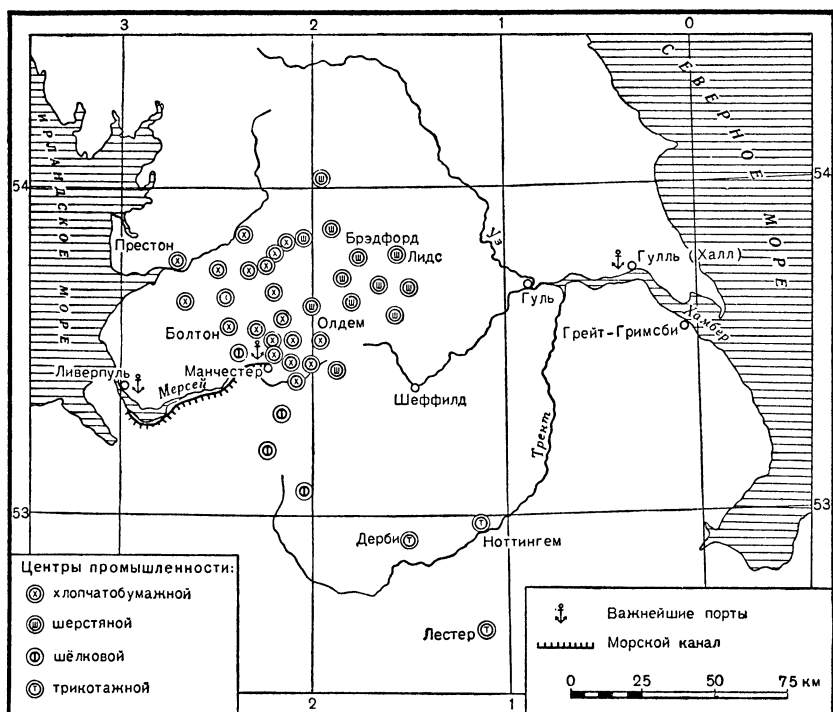 3 2 1 0
СЕВЕРНОЕ МОРЕ
ИРЛАНДСКОЕ МОРЕ
54 54
Престон
Брэдфорд
Лидс
Уз
Гулль (Халл)
Гуль
Хамбер
Грейт-Гримсби
Болтон
Олдем
Ливерпуль
Мерсей
Манчестер
Шеффилд
Трент
53 53
Дерби
Ноттингем
Лестер
Центры промышленности:
Х хлопчатобумажной
Ш шерстяной
Ф шёлковой
Т трикотажной
Важнейшие порты
Морской канал
0 25 50 75 км
2 1